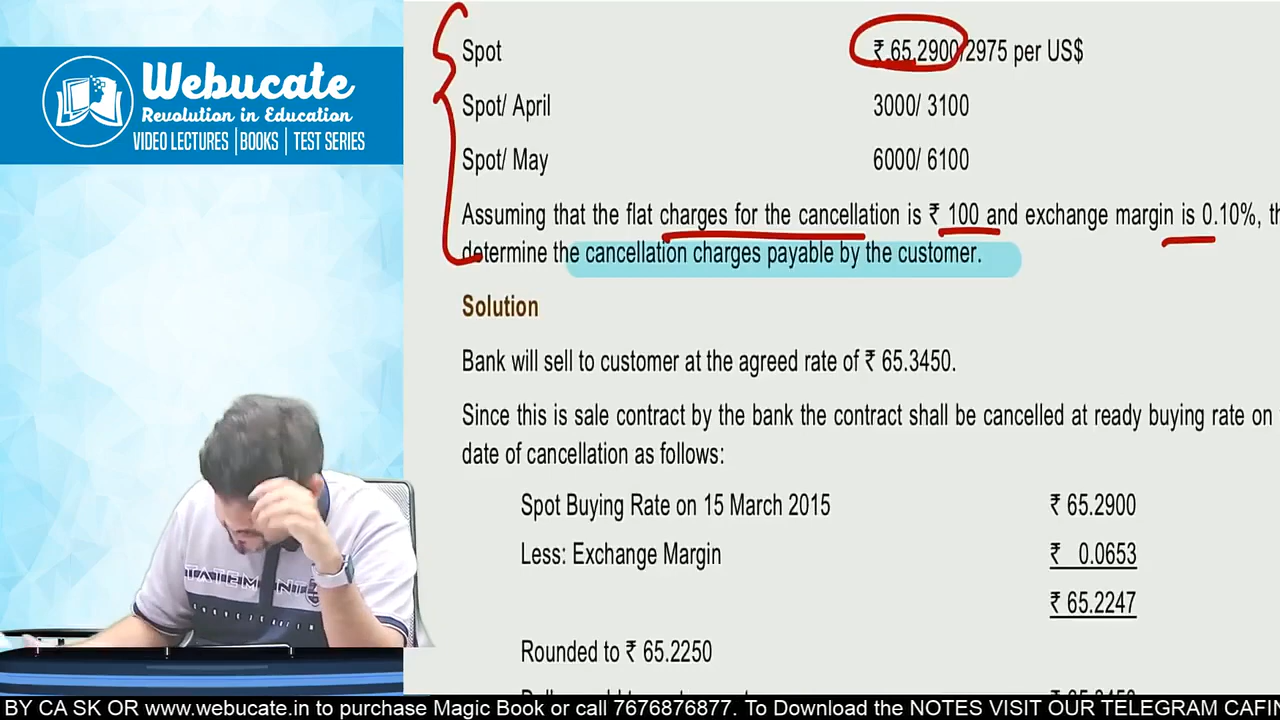 Webucate
Revolution in Education
VIDEO LECTURES | BOOKS | TEST SERIES
Spot ₹ 65.2900/2975 per US$
Spot/ April 3000/ 3100
Spot/ May 6000/ 6100
Assuming that the flat charges for the cancellation is ₹ 100 and exchange margin is 0.10%, th
determine the cancellation charges payable by the customer.
Solution
Bank will sell to customer at the agreed rate of ₹ 65.3450.
Since this is sale contract by the bank the contract shall be cancelled at ready buying rate on
date of cancellation as follows:
Spot Buying Rate on 15 March 2015 ₹ 65.2900
Less: Exchange Margin ₹ 0.0653
₹ 65.2247
Rounded to ₹ 65.2250
TATEMENT
BY CA SK OR www.webucate.in to purchase Magic Book or call 7676876877. To Download the NOTES VISIT OUR TELEGRAM CAFIN